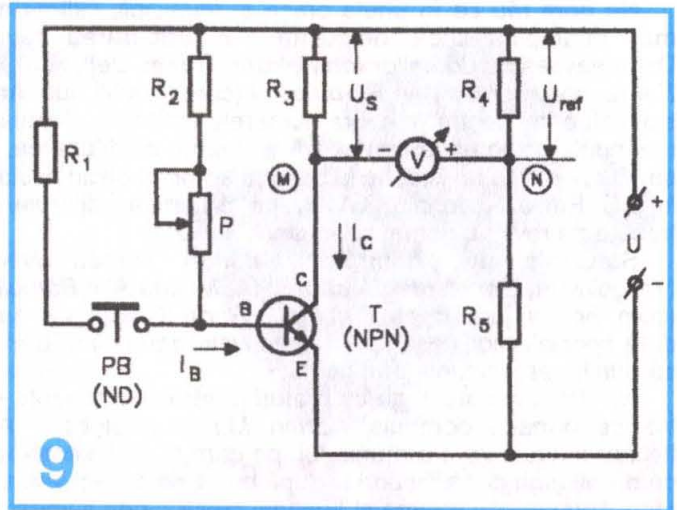 R2
R3
US
R4
Uref
R1
−
V
+
M
N
+
U
−
P
IC
C
B
T
(NPN)
R5
E
PB
(ND)
IB
9